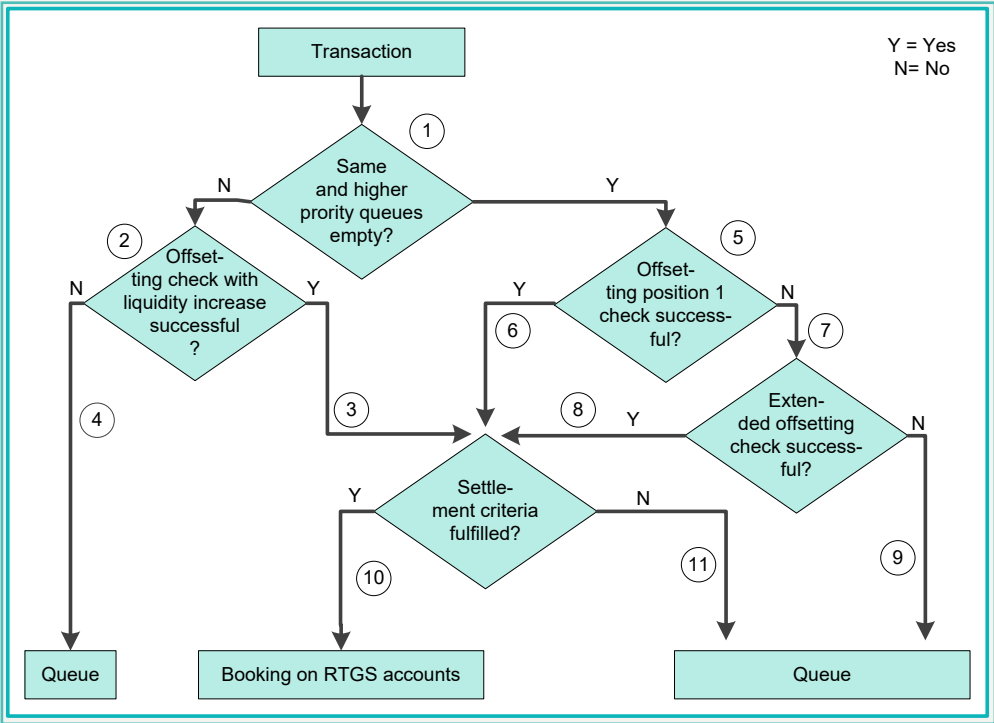 Transaction
Y = Yes
N= No
1
Same
and higher
prority queues
empty?
N
Y
2
Offset-
ting check with
liquidity increase
successful
?
N
Y
5
Offset-
ting position 1
check success-
ful?
Y
N
6
7
4
3
8
Y
Exten-
ded offsetting
check success-
ful?
N
Settle-
ment criteria
fulfilled?
Y
N
10
11
9
Queue
Booking on RTGS accounts
Queue